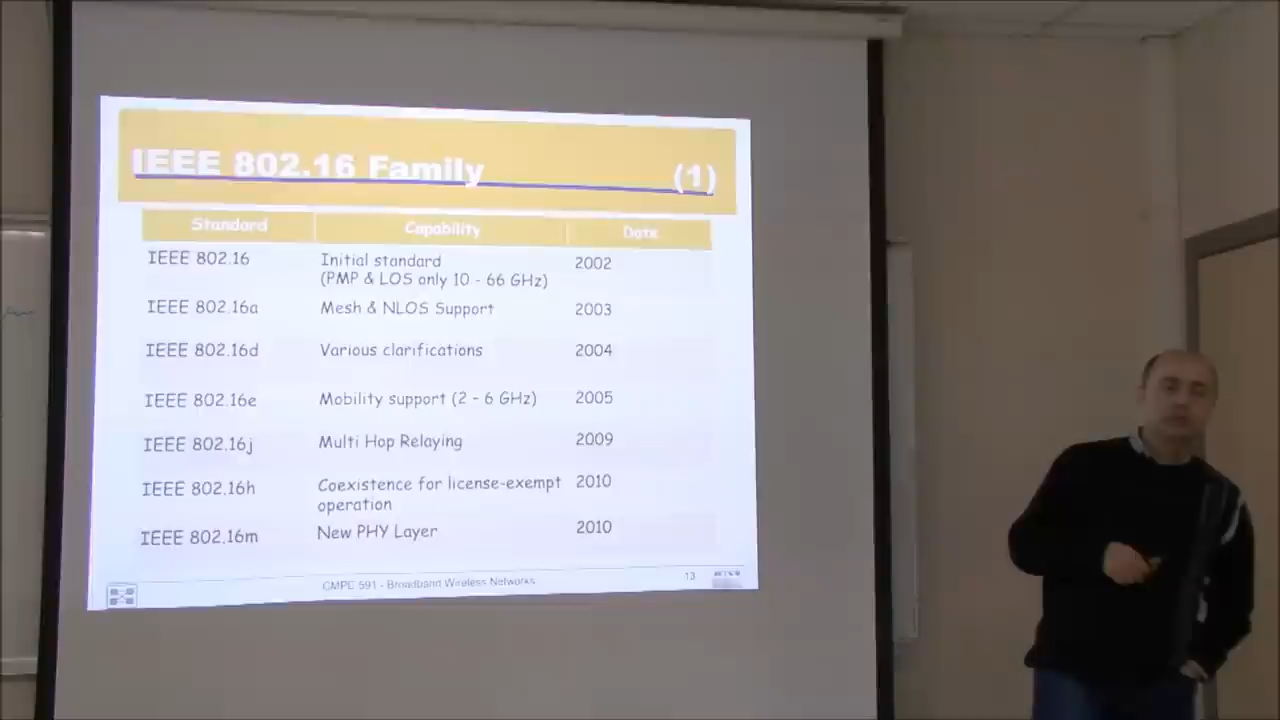 IEEE 802.16 Family (1)
Standard Capability Date
IEEE 802.16 Initial standard 2002
(PMP & LOS only 10 - 66 GHz)
IEEE 802.16a Mesh & NLOS Support 2003
IEEE 802.16d Various clarifications 2004
IEEE 802.16e Mobility support (2 - 6 GHz) 2005
IEEE 802.16j Multi Hop Relaying 2009
IEEE 802.16h Coexistence for license-exempt 2010
operation
IEEE 802.16m New PHY Layer 2010
CMPE 591 - Broadband Wireless Networks 13